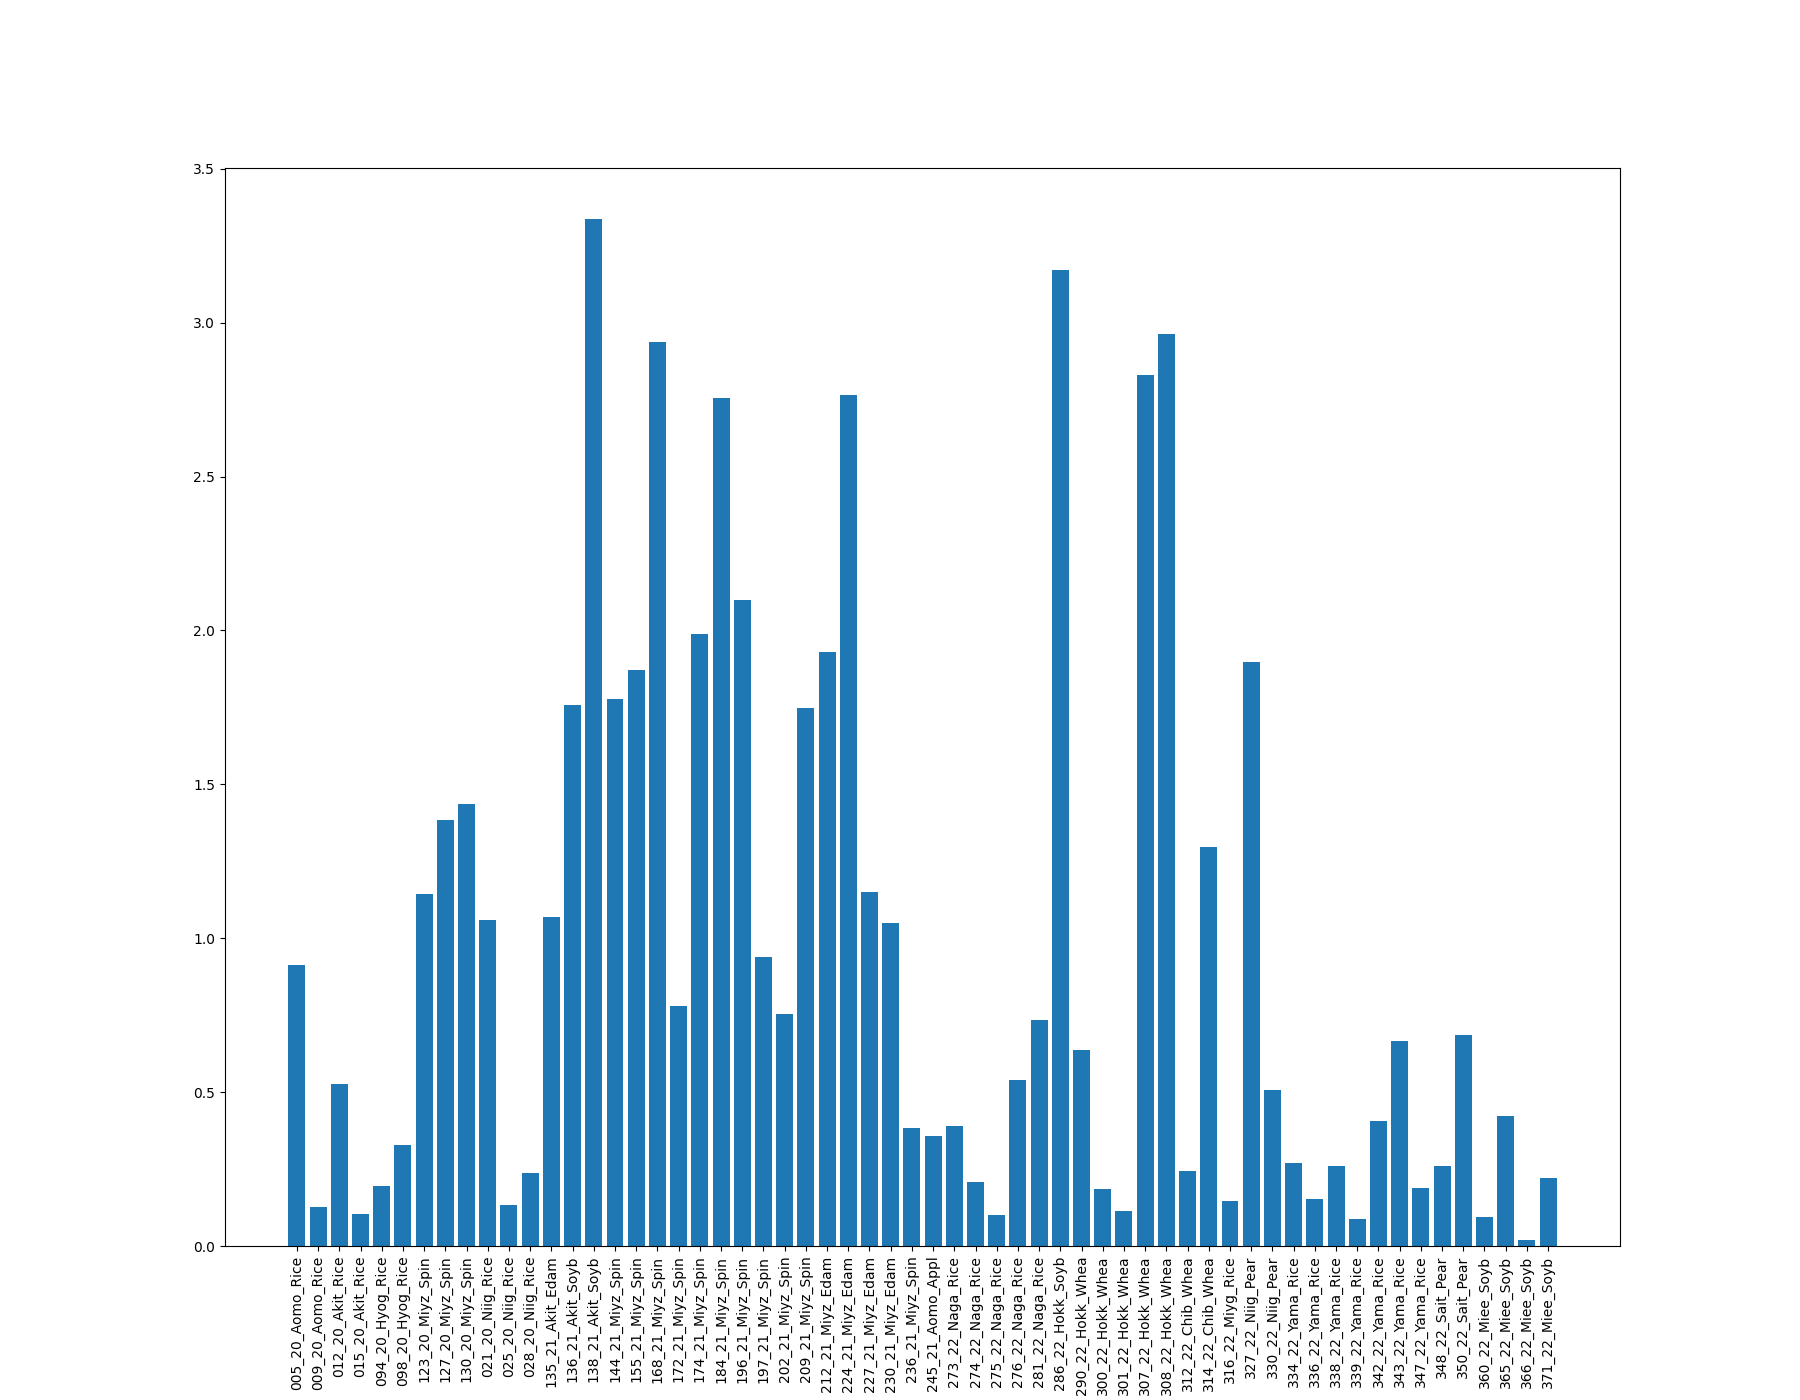 3.5
3.0
2.5
2.0
1.5
1.0
0.5
0.0
005_20_Aomo_Rice
009_20_Aomo_Rice
012_20_Akit_Rice
015_20_Akit_Rice
094_20_Hyog_Rice
098_20_Hyog_Rice
123_20_Miyz_Spin
127_20_Miyz_Spin
130_20_Miyz_Spin
021_20_Niig_Rice
025_20_Niig_Rice
028_20_Niig_Rice
135_21_Akit_Edam
136_21_Akit_Soyb
138_21_Akit_Soyb
144_21_Miyz_Spin
155_21_Miyz_Spin
168_21_Miyz_Spin
172_21_Miyz_Spin
174_21_Miyz_Spin
184_21_Miyz_Spin
196_21_Miyz_Spin
197_21_Miyz_Spin
202_21_Miyz_Spin
209_21_Miyz_Spin
212_21_Miyz_Edam
224_21_Miyz_Edam
227_21_Miyz_Edam
230_21_Miyz_Edam
236_21_Miyz_Spin
245_21_Aomo_Appl
273_22_Naga_Rice
274_22_Naga_Rice
275_22_Naga_Rice
276_22_Naga_Rice
281_22_Naga_Rice
286_22_Hokk_Soyb
290_22_Hokk_Whea
300_22_Hokk_Whea
301_22_Hokk_Whea
307_22_Hokk_Whea
308_22_Hokk_Whea
312_22_Chib_Whea
314_22_Chib_Whea
316_22_Miyg_Rice
327_22_Niig_Pear
330_22_Niig_Pear
334_22_Yama_Rice
336_22_Yama_Rice
338_22_Yama_Rice
339_22_Yama_Rice
342_22_Yama_Rice
343_22_Yama_Rice
347_22_Yama_Rice
348_22_Sait_Pear
350_22_Sait_Pear
360_22_Miee_Soyb
365_22_Miee_Soyb
366_22_Miee_Soyb
371_22_Miee_Soyb